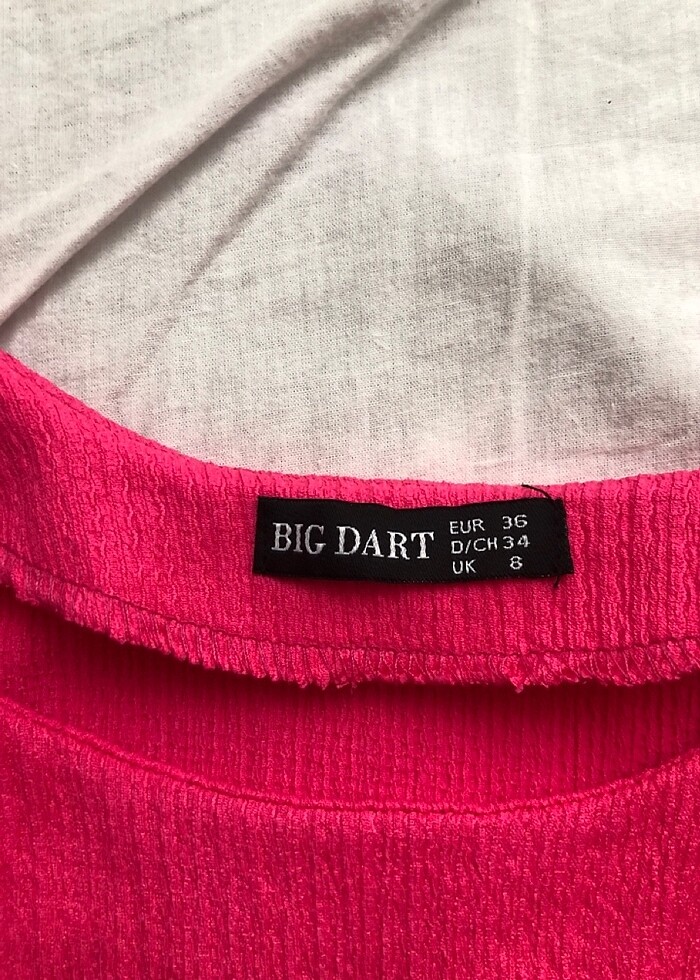 BIG DART
EUR 36
D/CH 34
UK 8